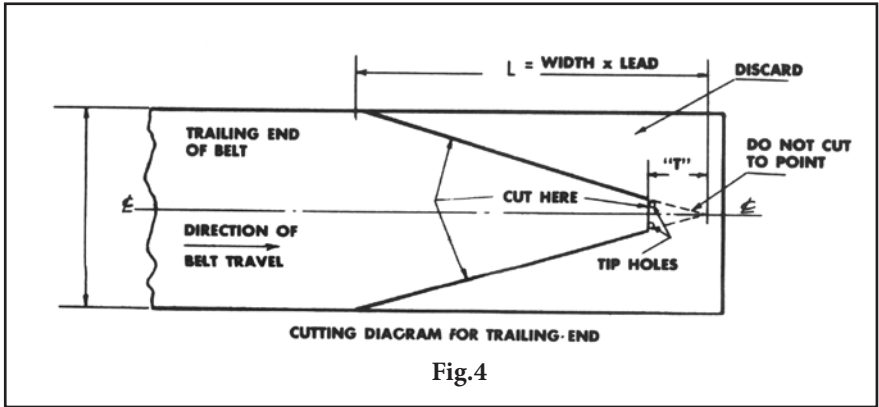 L = WIDTH x LEAD
DISCARD
TRAILING END
OF BELT
DO NOT CUT
TO POINT
"T"
CUT HERE
℄
℄
DIRECTION OF
BELT TRAVEL
TIP HOLES
CUTTING DIAGRAM FOR TRAILING-END
Fig.4